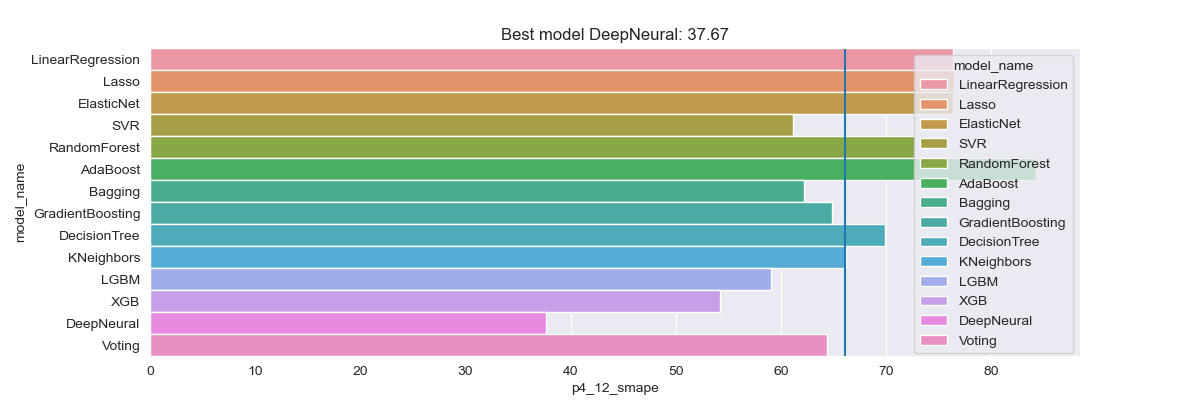 Best model DeepNeural: 37.67
model_name
LinearRegression
Lasso
ElasticNet
SVR
RandomForest
AdaBoost
Bagging
GradientBoosting
DecisionTree
KNeighbors
LGBM
XGB
DeepNeural
Voting
model_name
LinearRegression
Lasso
ElasticNet
SVR
RandomForest
AdaBoost
Bagging
GradientBoosting
DecisionTree
KNeighbors
LGBM
XGB
DeepNeural
Voting
0 10 20 30 40 50 60 70 80
p4_12_smape